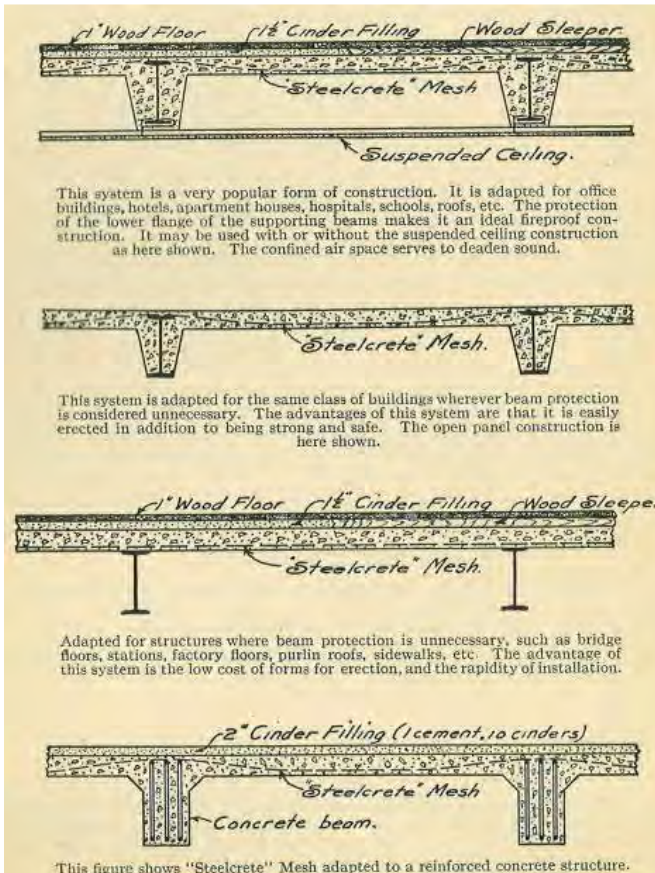 1" Wood Floor 1½" Cinder Filling Wood Sleeper.
"Steelcrete" Mesh
Suspended Ceiling.
This system is a very popular form of construction. It is adapted for office
buildings, hotels, apartment houses, hospitals, schools, roofs, etc. The protection
of the lower flange of the supporting beams makes it an ideal fireproof con-
struction. It may be used with or without the suspended ceiling construction
as here shown. The confined air space serves to deaden sound.
"Steelcrete" Mesh.
This system is adapted for the same class of buildings wherever beam protection
is considered unnecessary. The advantages of this system are that it is easily
erected in addition to being strong and safe. The open panel construction is
here shown.
1" Wood Floor 1½" Cinder Filling Wood Sleeper
"Steelcrete" Mesh.
Adapted for structures where beam protection is unnecessary, such as bridge
floors, stations, factory floors, purlin roofs, sidewalks, etc. The advantage of
this system is the low cost of forms for erection, and the rapidity of installation.
2" Cinder Filling (1 cement, 10 cinders)
"Steelcrete" Mesh
Concrete beam.
This figure shows "Steelcrete" Mesh adapted to a reinforced concrete structure.